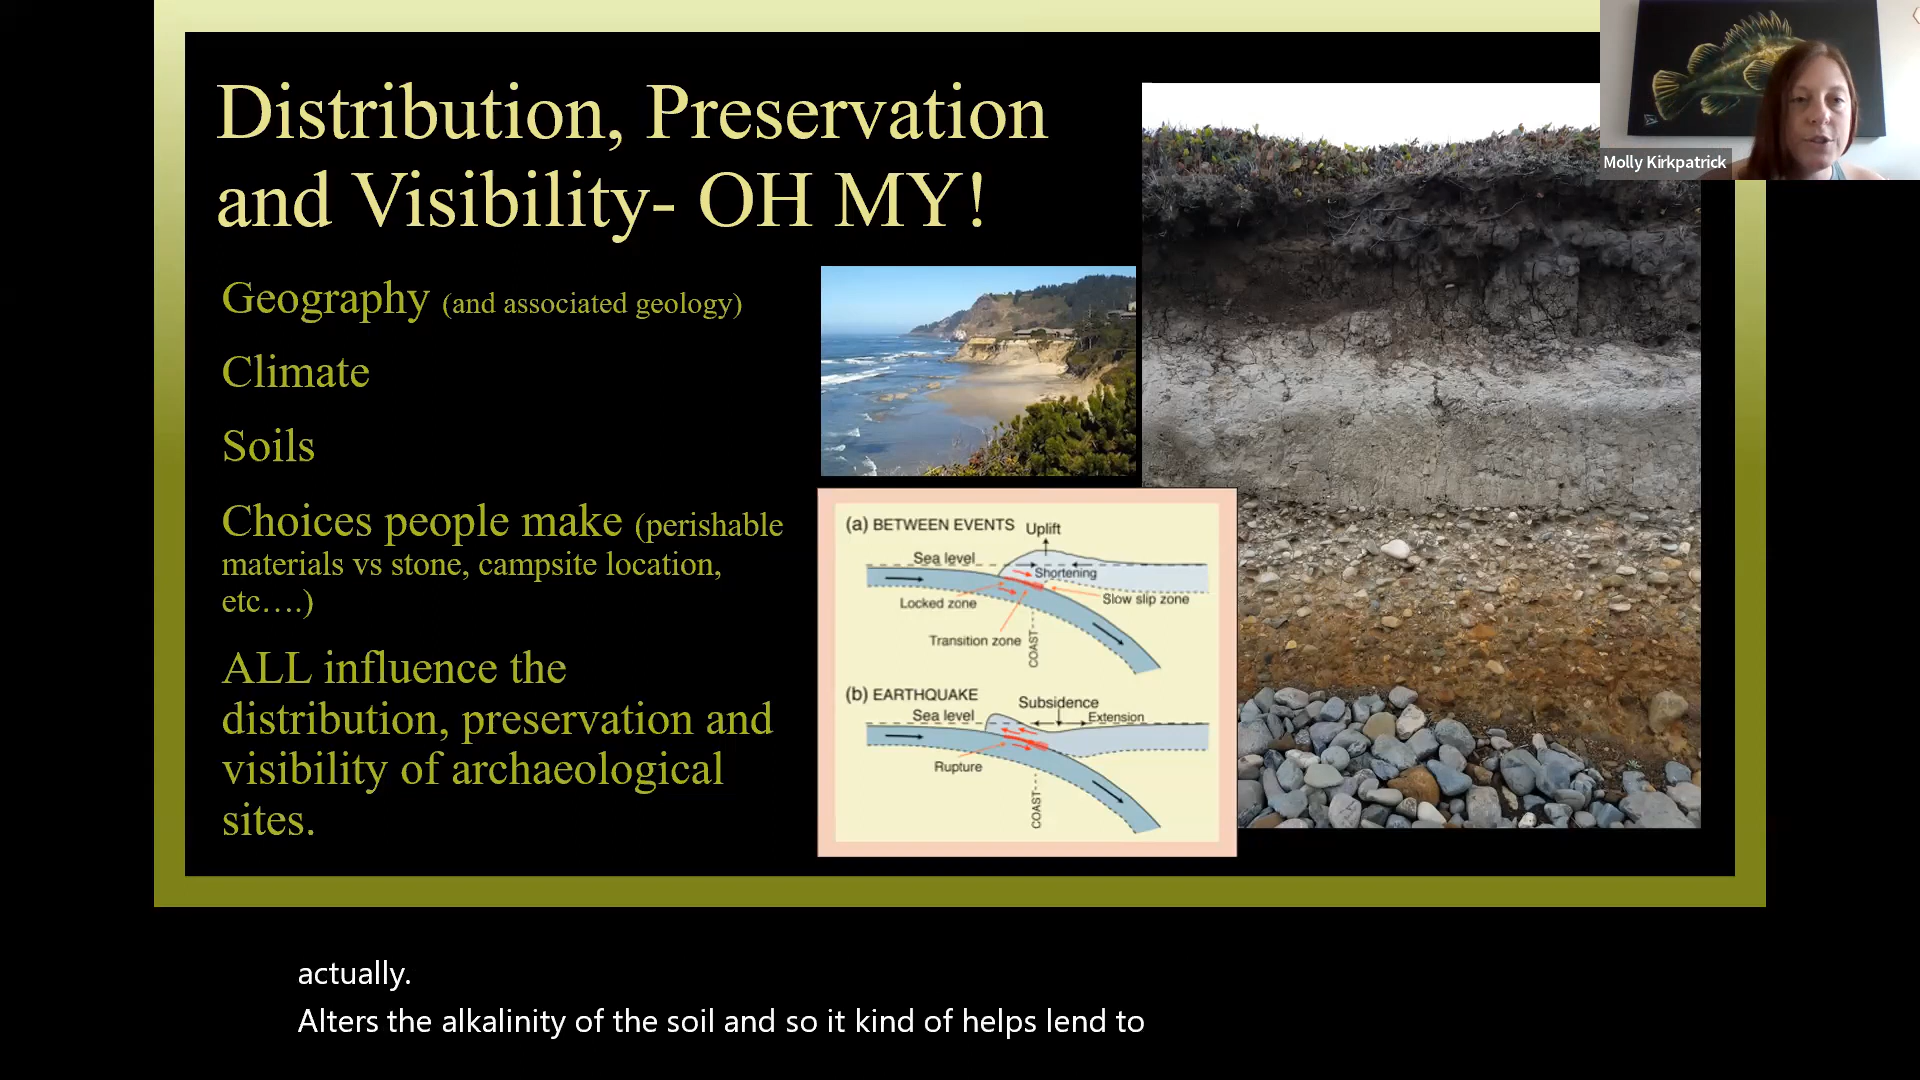 Distribution, Preservation
and Visibility- OH MY!
Molly Kirkpatrick
Geography (and associated geology)
Climate
Soils
Choices people make (perishable
materials vs stone, campsite location,
etc….)
ALL influence the
distribution, preservation and
visibility of archaeological
sites.
(a) BETWEEN EVENTS
Uplift
Sea level
Shortening
Locked zone
Slow slip zone
Transition zone
COAST
(b) EARTHQUAKE
Subsidence
Sea level
Extension
Rupture
COAST
actually.
Alters the alkalinity of the soil and so it kind of helps lend to